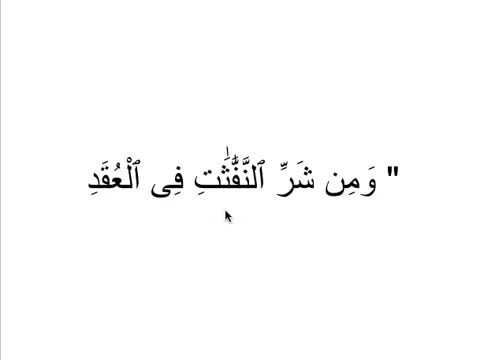 " وَمِن شَرِّ ٱلنَّفَّٰثَٰتِ فِى ٱلْعُقَدِ